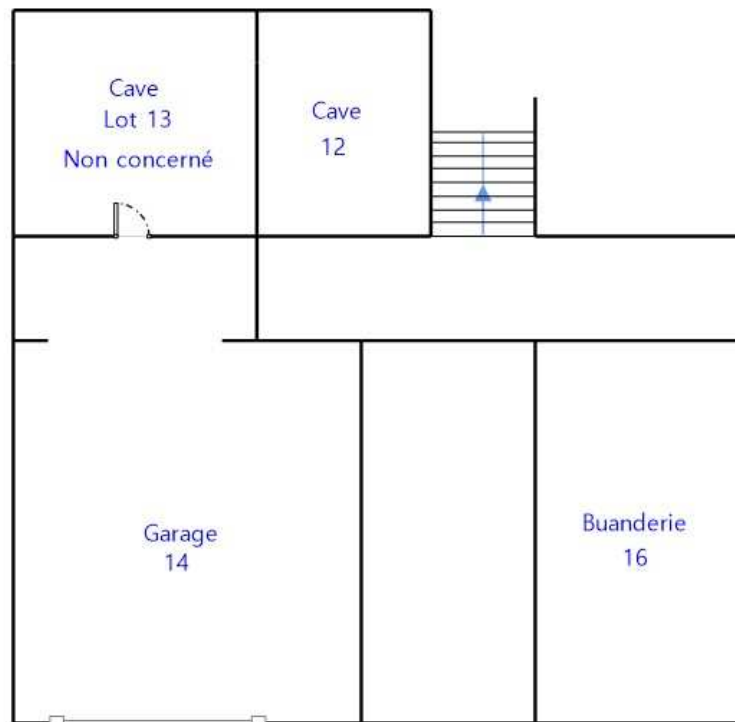 Cave
Lot 13
Non concerné
Cave
12
Garage
14
Buanderie
16